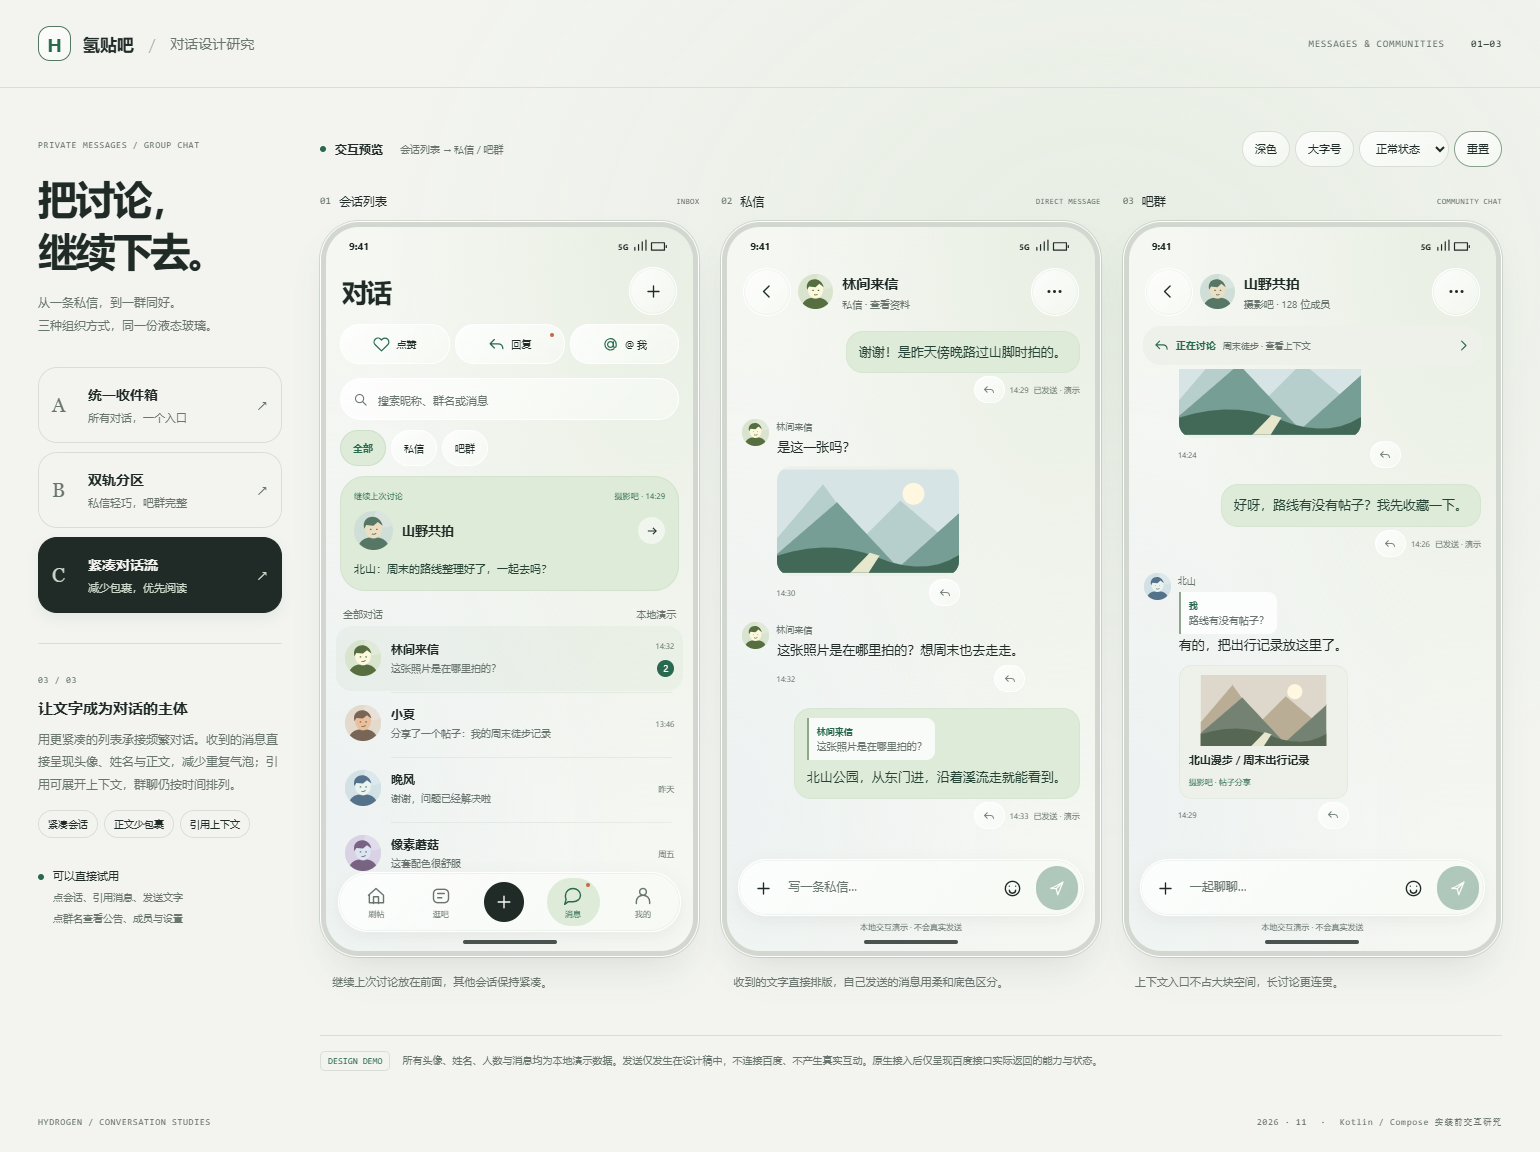 H 氢贴吧 / 对话设计研究
MESSAGES & COMMUNITIES 01—03
PRIVATE MESSAGES / GROUP CHAT
把讨论，
继续下去。
从一条私信，到一群同好。
三种组织方式，同一份液态玻璃。
A 统一收件箱 ↗
所有对话，一个入口
B 双轨分区 ↗
私信轻巧，吧群完整
C 紧凑对话流 ↗
减少包裹，优先阅读
03 / 03
让文字成为对话的主体
用更紧凑的列表承接频繁对话。收到的消息直
接呈现头像、姓名与正文，减少重复气泡；引
用可展开上下文，群聊仍按时间排列。
紧凑会话 正文少包裹 引用上下文
可以直接试用
点会话、引用消息、发送文字
点群名查看公告、成员与设置
交互预览 会话列表 → 私信 / 吧群
深色 大字号 正常状态 重置
01 会话列表 INBOX
9:41 5G
对话
点赞 回复 @ 我
搜索昵称、群名或消息
全部 私信 吧群
继续上次讨论 摄影吧 · 14:29
山野共拍
北山：周末的路线整理好了，一起去吗？
全部对话 本地演示
林间来信 14:32
这张照片是在哪里拍的？ 2
小夏 13:46
分享了一个帖子：我的周末徒步记录
晚风 昨天
谢谢，问题已经解决啦
像素蘑菇 周五
这套配色很舒服
刷帖 逛吧 消息 我的
继续上次讨论放在前面，其他会话保持紧凑。
02 私信 DIRECT MESSAGE
9:41 5G
林间来信
私信 · 查看资料
谢谢！是昨天傍晚路过山脚时拍的。
14:29 已发送 · 演示
林间来信
是这一张吗？
14:30
林间来信
这张照片是在哪里拍的？想周末也去走走。
14:32
林间来信
这张照片是在哪里拍的？
北山公园，从东门进，沿着溪流走就能看到。
14:33 已发送 · 演示
写一条私信...
本地交互演示 · 不会真实发送
收到的文字直接排版，自己发送的消息用柔和底色区分。
03 吧群 COMMUNITY CHAT
9:41 5G
山野共拍
摄影吧 · 128 位成员
正在讨论 周末徒步 · 查看上下文
14:24
好呀，路线有没有帖子？我先收藏一下。
14:26 已发送 · 演示
北山
我
路线有没有帖子？
有的，把出行记录放这里了。
北山漫步 / 周末出行记录
摄影吧 · 帖子分享
14:29
一起聊聊...
本地交互演示 · 不会真实发送
上下文入口不占大块空间，长讨论更连贯。
DESIGN DEMO 所有头像、姓名、人数与消息均为本地演示数据。发送仅发生在设计稿中，不连接百度、不产生真实互动。原生接入后仅呈现百度接口实际返回的能力与状态。
HYDROGEN / CONVERSATION STUDIES
2026 · 11 · Kotlin / Compose 实装前交互研究